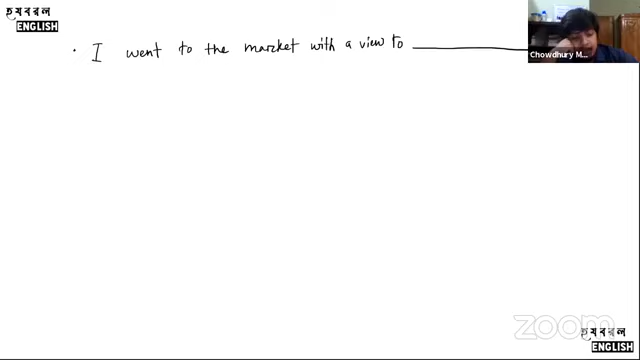 হযবরল
ENGLISH
. I went to the market with a view to
Chowdhury M...
zoom
হযবরল
ENGLISH